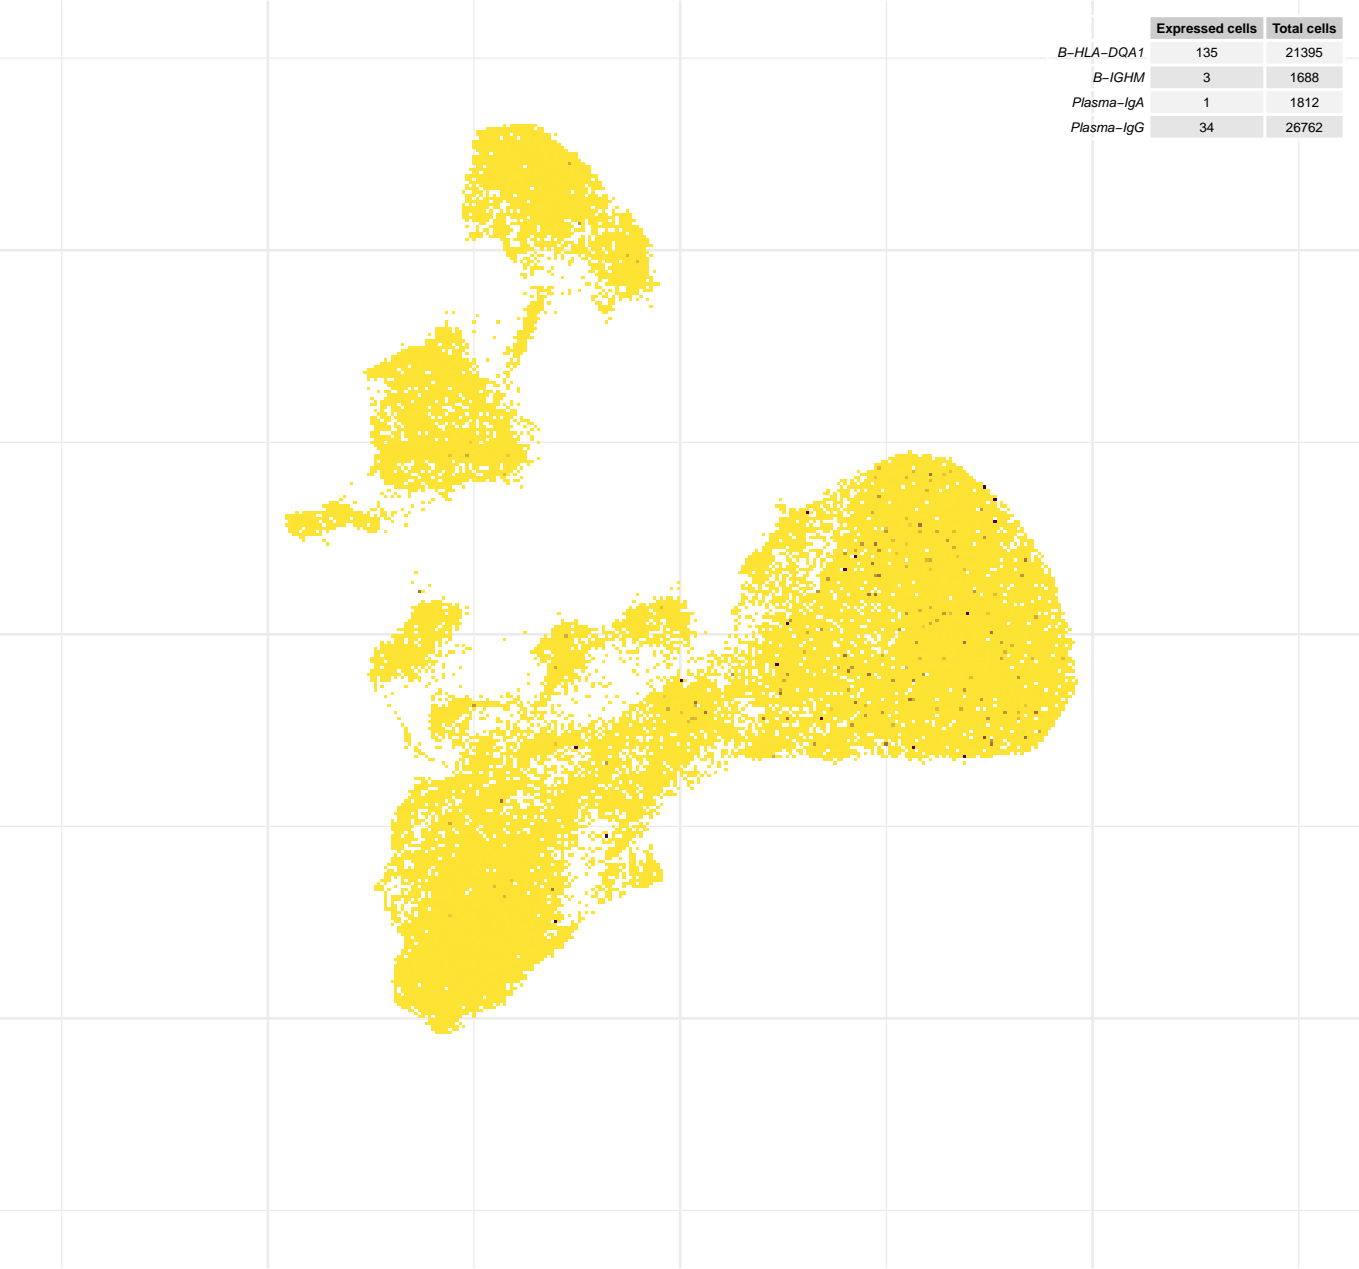 Expressed cells Total cells
B-HLA-DQA1 135 21395
B-IGHM 3 1688
Plasma-IgA 1 1812
Plasma-IgG 34 26762